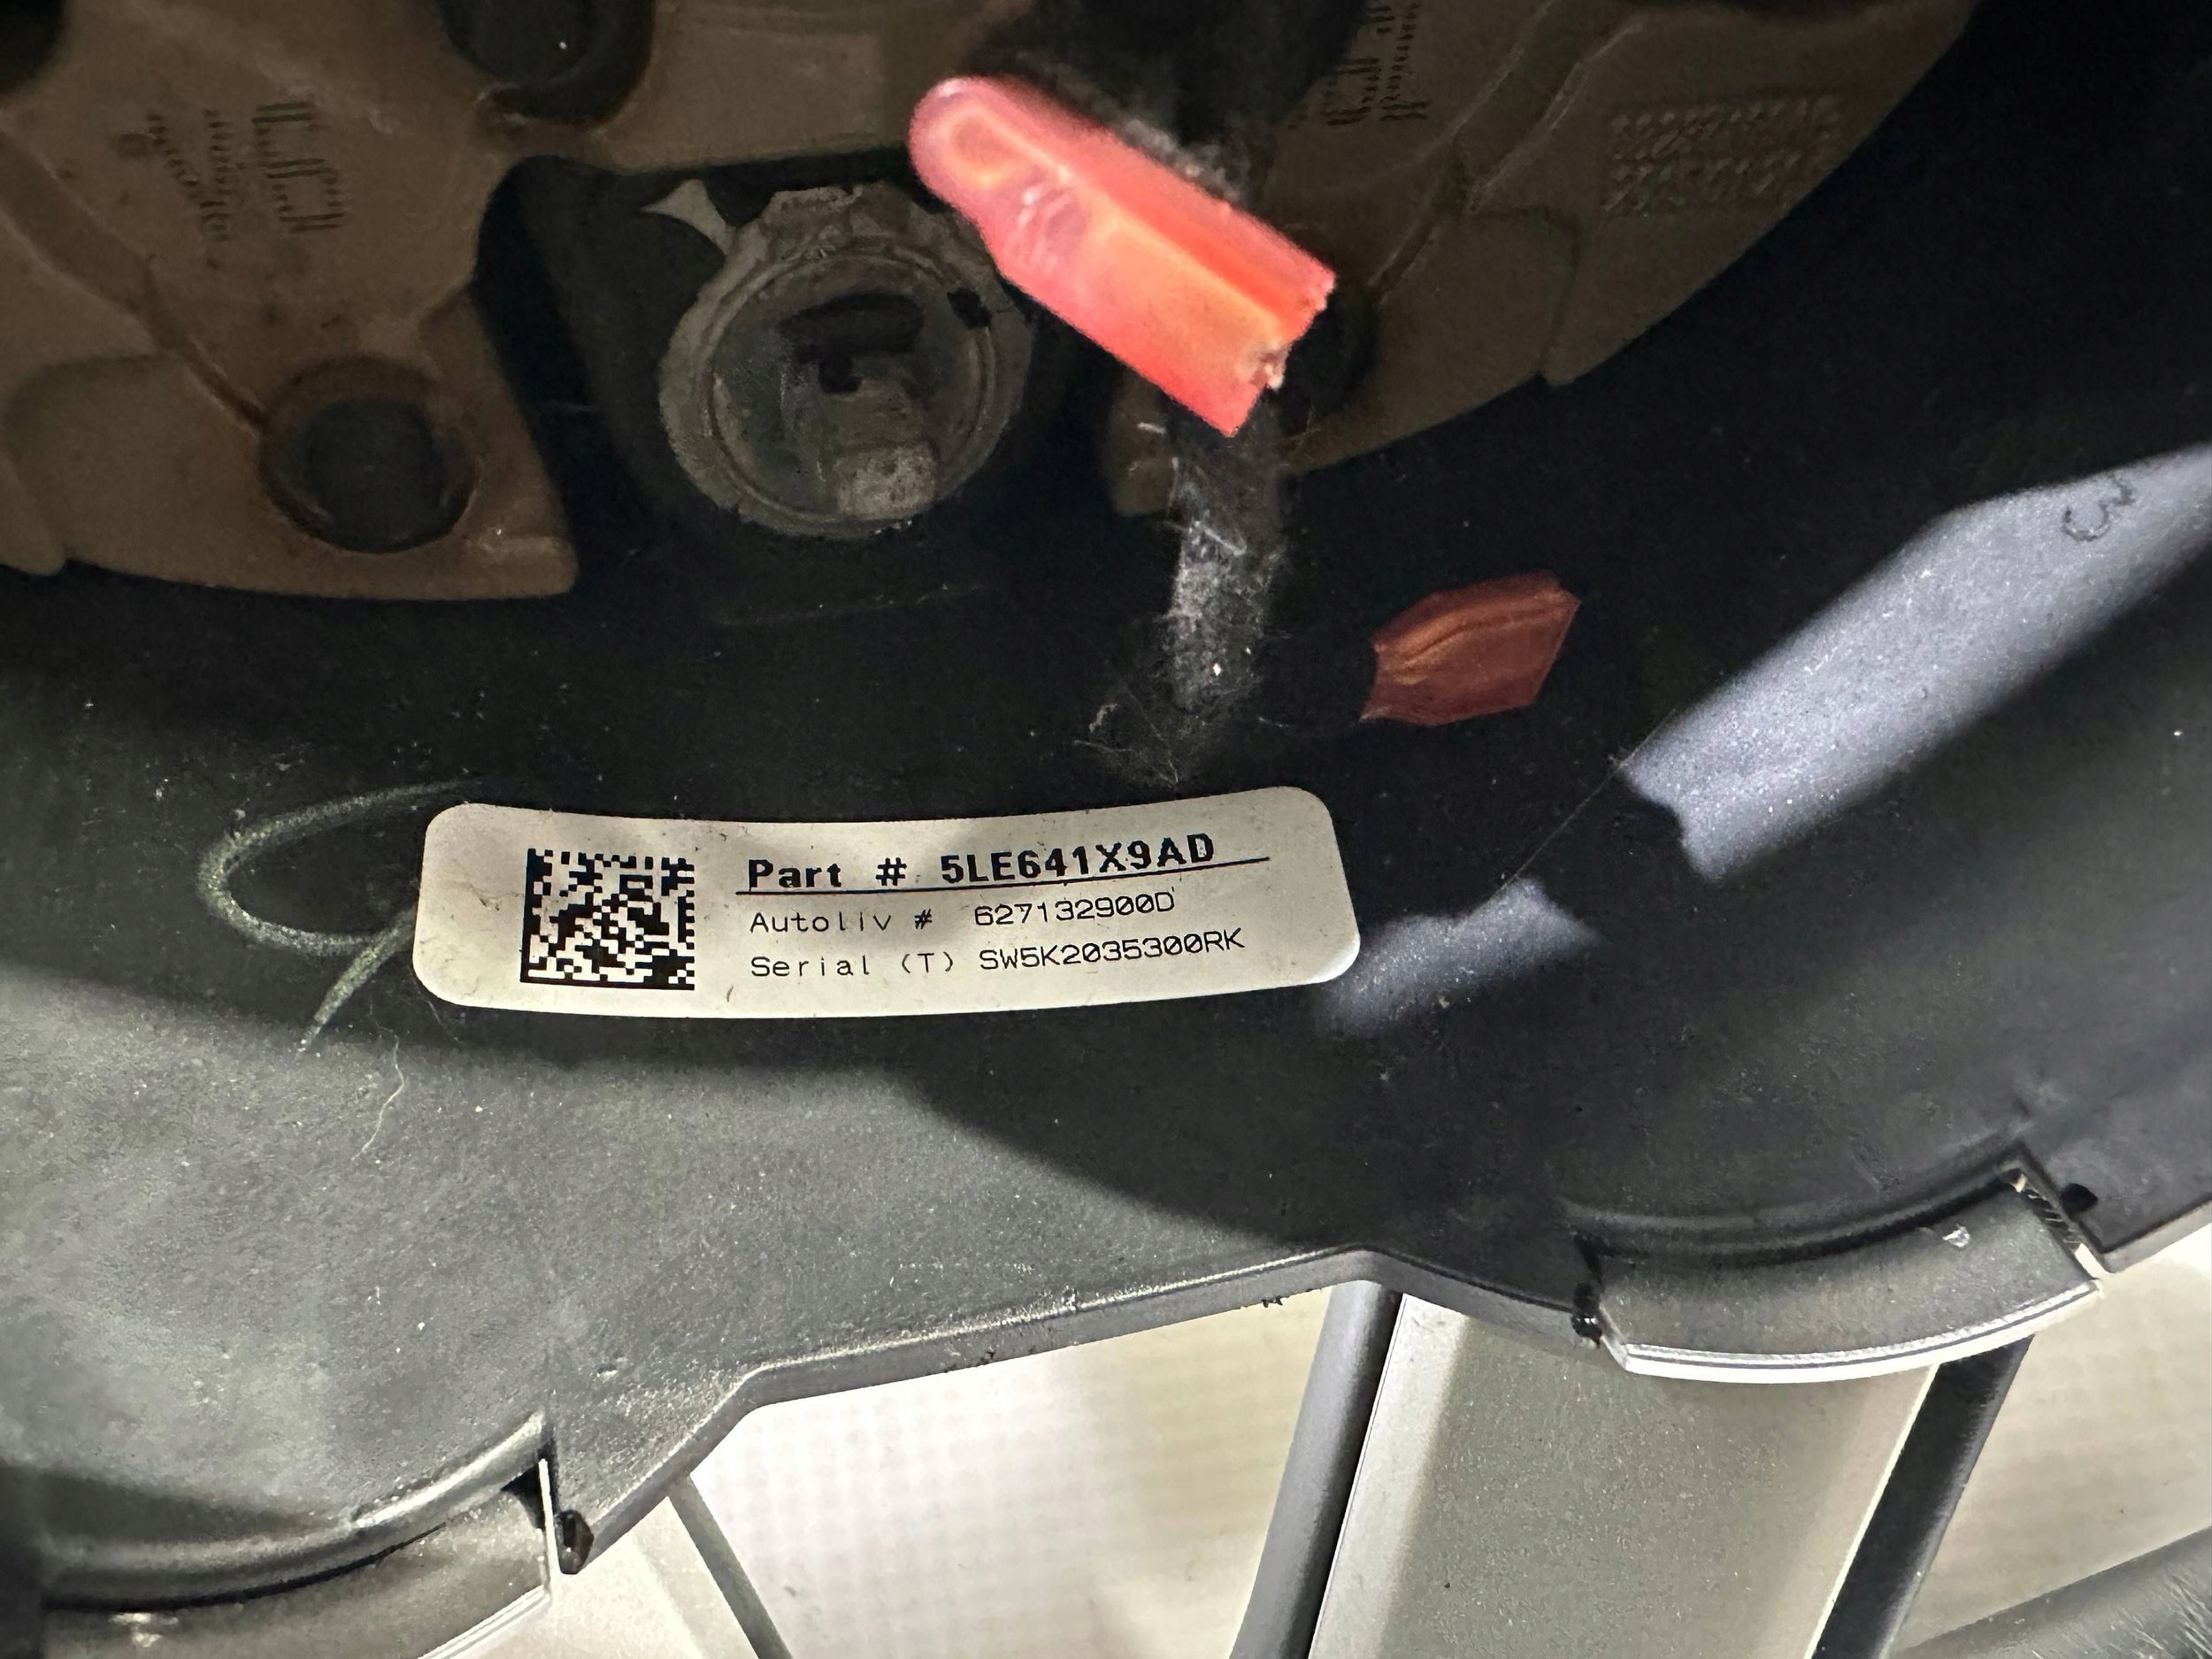 Part # 5LE641X9AD
Autoliv # 627132900D
Serial (T) SW5K2035300RK